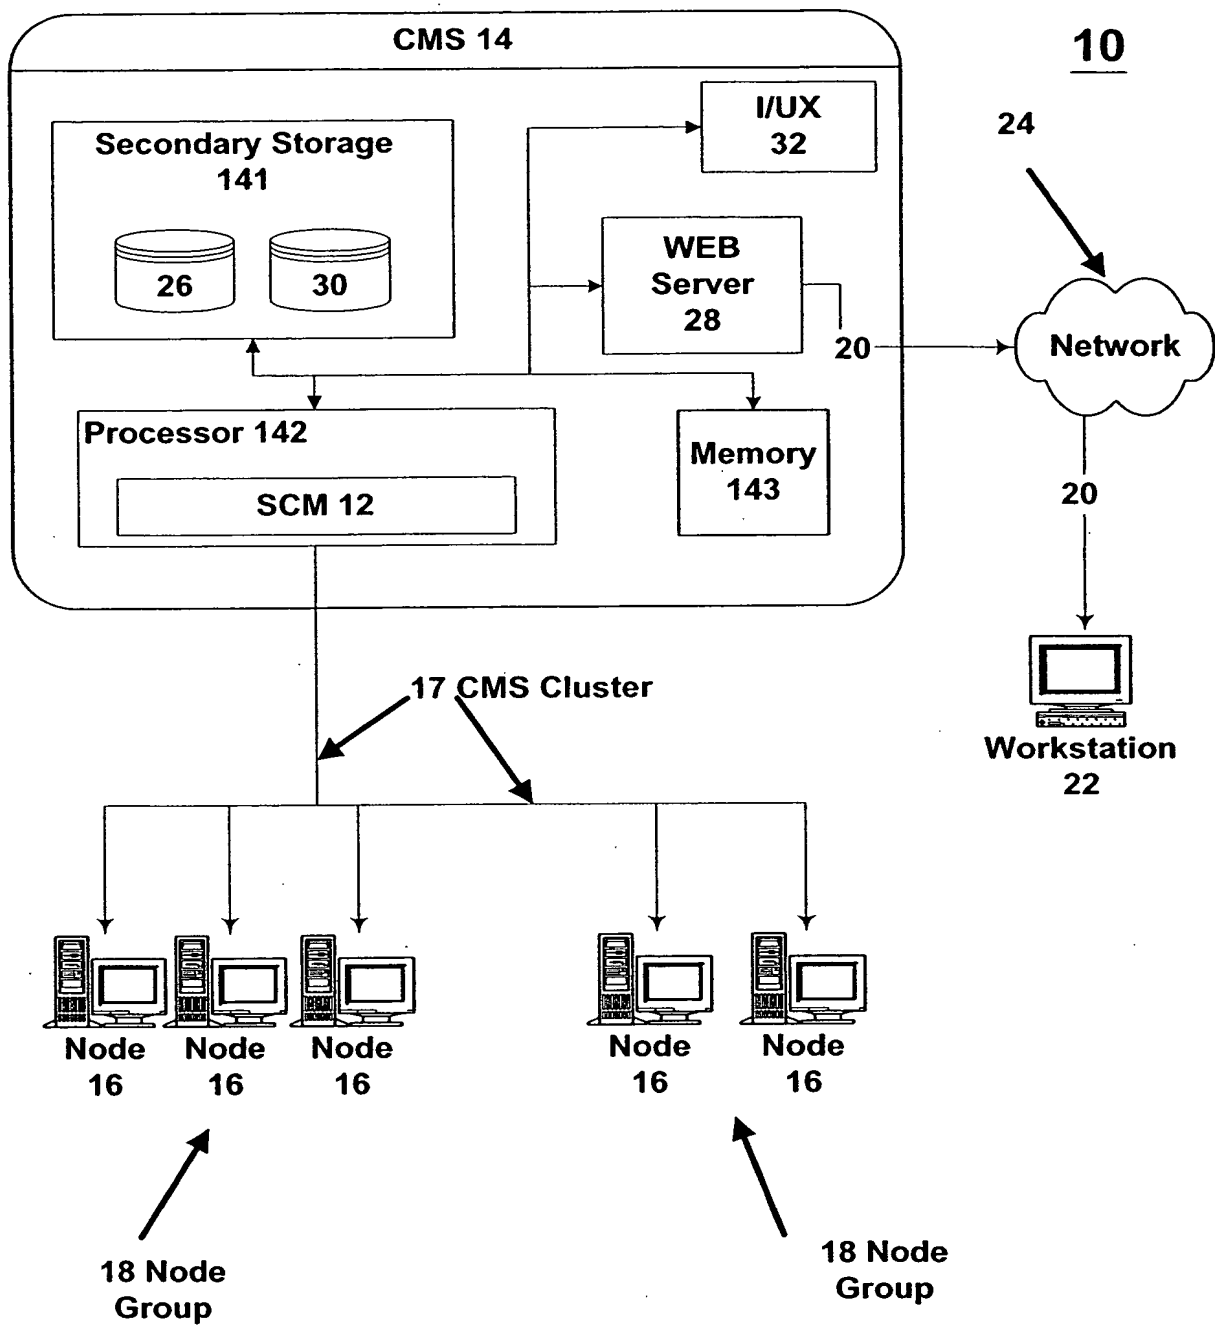 CMS 14
10
I/UX
32
24
Secondary Storage
141
26
30
WEB
Server
28
20
Network
Processor 142
SCM 12
Memory
143
20
17 CMS Cluster
Workstation
22
Node
16
Node
16
Node
16
Node
16
Node
16
18 Node
Group
18 Node
Group